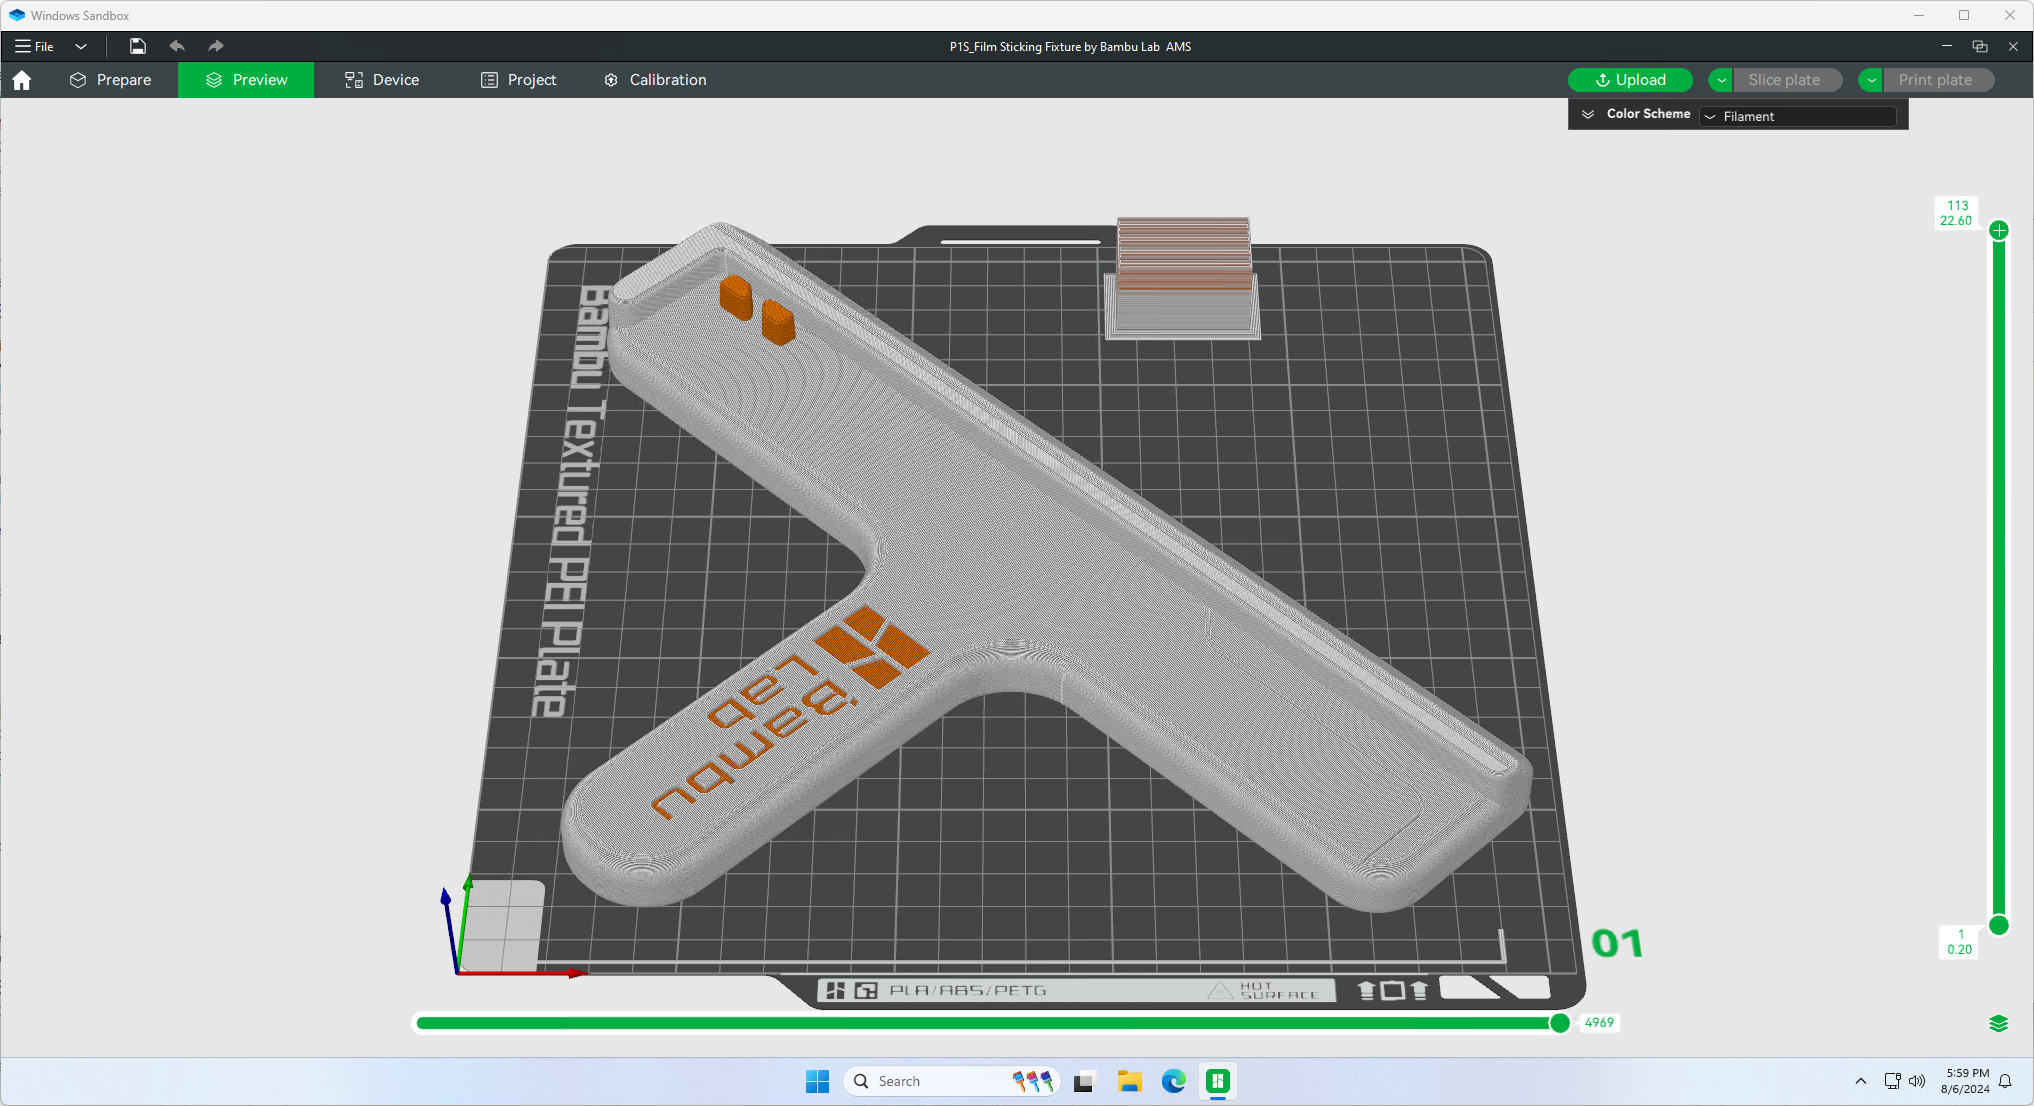 Windows Sandbox
File
P1S_Film Sticking Fixture by Bambu Lab AMS
Prepare
Preview
Device
Project
Calibration
Upload
Slice plate
Print plate
Color Scheme
Filament
113
22.60
Bambu Textured PEI Plate
Bambu
Lab
01
1
0.20
PLA/ABS/PETG
HOT
SURFACE
4969
Search
5:59 PM
8/6/2024